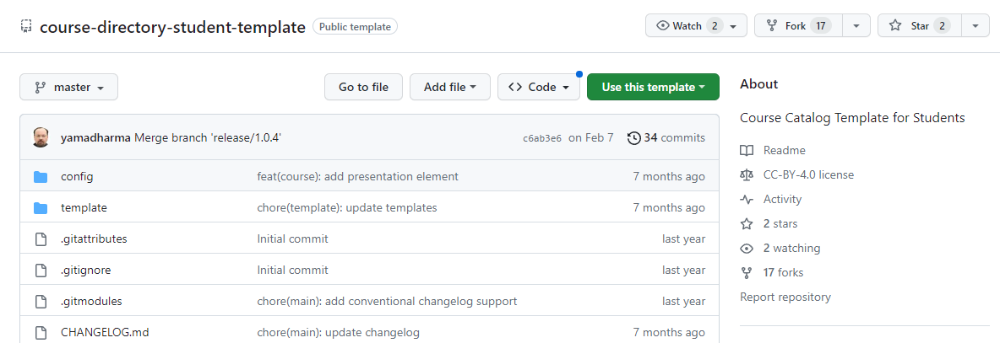 course-directory-student-template Public template Watch 2 Fork 17 Star 2
master Go to file Add file Code Use this template
yamadharma Merge branch 'release/1.0.4' c6ab3e6 on Feb 7 34 commits
config feat(course): add presentation element 7 months ago
template chore(template): update templates 7 months ago
.gitattributes Initial commit last year
.gitignore Initial commit last year
.gitmodules chore(main): add conventional changelog support last year
CHANGELOG.md chore(main): update changelog 7 months ago
About
Course Catalog Template for Students
Readme
CC-BY-4.0 license
Activity
2 stars
2 watching
17 forks
Report repository